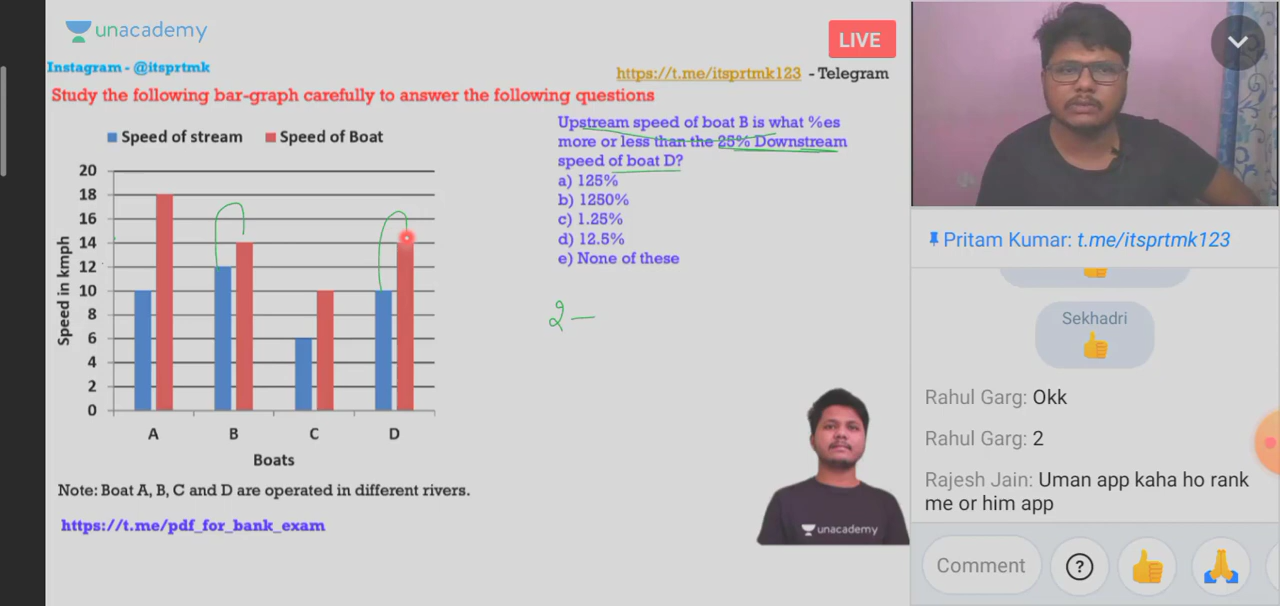 unacademy
LIVE
Instagram - @itsprtmk
https://t.me/itsprtmk123 - Telegram
Study the following bar-graph carefully to answer the following questions
Speed of stream
Speed of Boat
Upstream speed of boat B is what %es
more or less than the 25% Downstream
speed of boat D?
a) 125%
b) 1250%
c) 1.25%
d) 12.5%
e) None of these
2 —
Speed in kmph
20
18
16
14
12
10
8
6
4
2
0
A B C D
Boats
Note: Boat A, B, C and D are operated in different rivers.
https://t.me/pdf_for_bank_exam
unacademy
Pritam Kumar: t.me/itsprtmk123
Sekhadri
Rahul Garg: Okk
Rahul Garg: 2
Rajesh Jain: Uman app kaha ho rank
me or him app
Comment
?